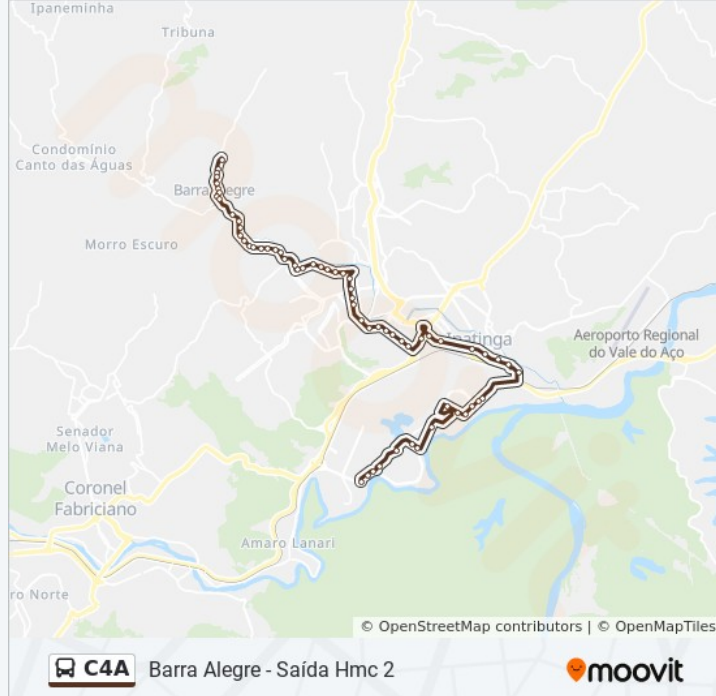 Ipaneminha
Tribuna
Condomínio
Canto das Águas
Barra Alegre
Morro Escuro
Ipatinga
Aeroporto Regional
do Vale do Aço
Senador
Melo Viana
Coronel
Fabriciano
Amaro Lanari
ro Norte
© OpenStreetMap contributors | © OpenMapTiles
C4A Barra Alegre - Saída Hmc 2
moovit